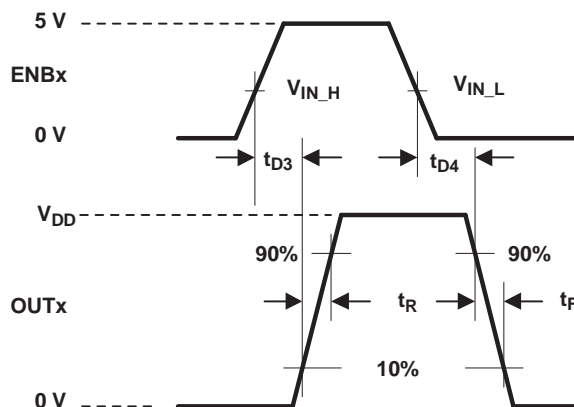 5 V
ENBx
V_IN_H
V_IN_L
0 V
t_D3
t_D4
V_DD
90%
90%
OUTx
t_R
t_F
10%
0 V